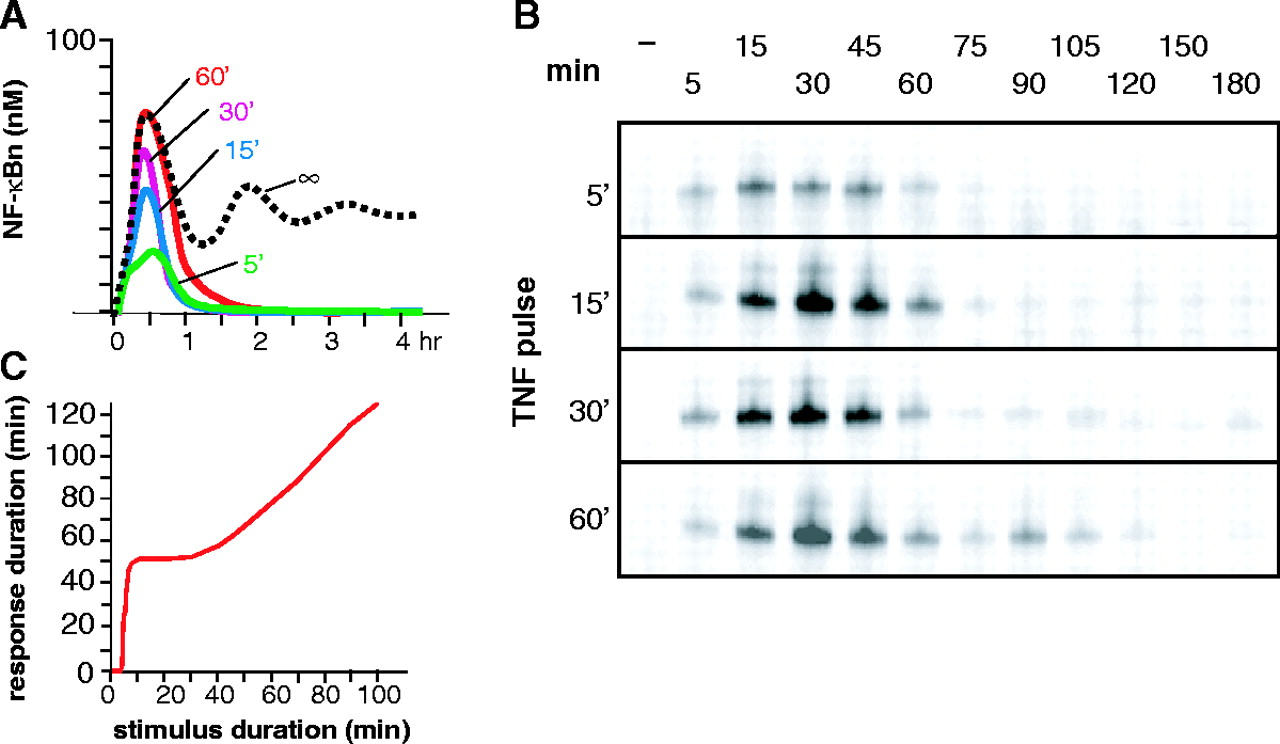 A
100
NF-κBn (nM)
60’
30’
15’
∞
5’
0 1 2 3 4 hr
B
min
– 15 45 75 105 150
5 30 60 90 120 180
TNF pulse
5’
15’
30’
60’
C
response duration (min)
120
100
80
60
40
20
0
0 20 40 60 80 100
stimulus duration (min)